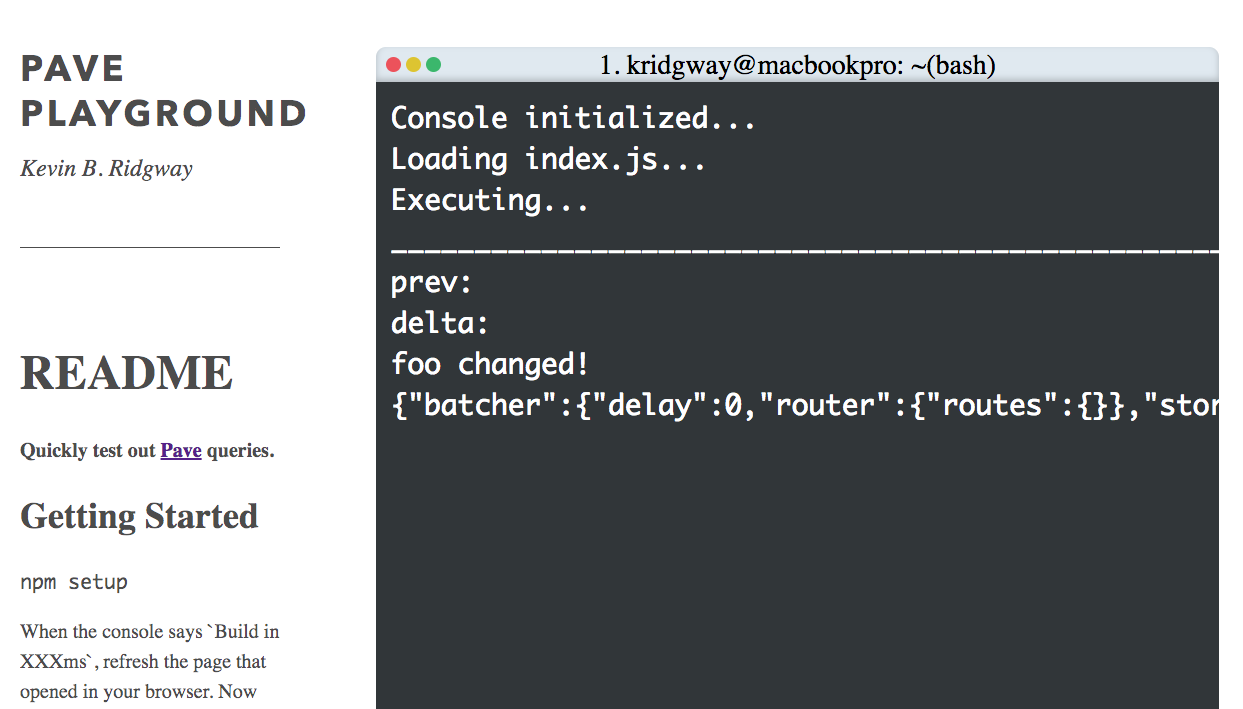 PAVE
PLAYGROUND
Kevin B. Ridgway
README
Quickly test out Pave queries.
Getting Started
npm setup
When the console says `Build in
XXXms`, refresh the page that
opened in your browser. Now
1. kridgway@macbookpro: ~(bash)
Console initialized...
Loading index.js...
Executing...
prev:
delta:
foo changed!
{"batcher":{"delay":0,"router":{"routes":{}},"stor